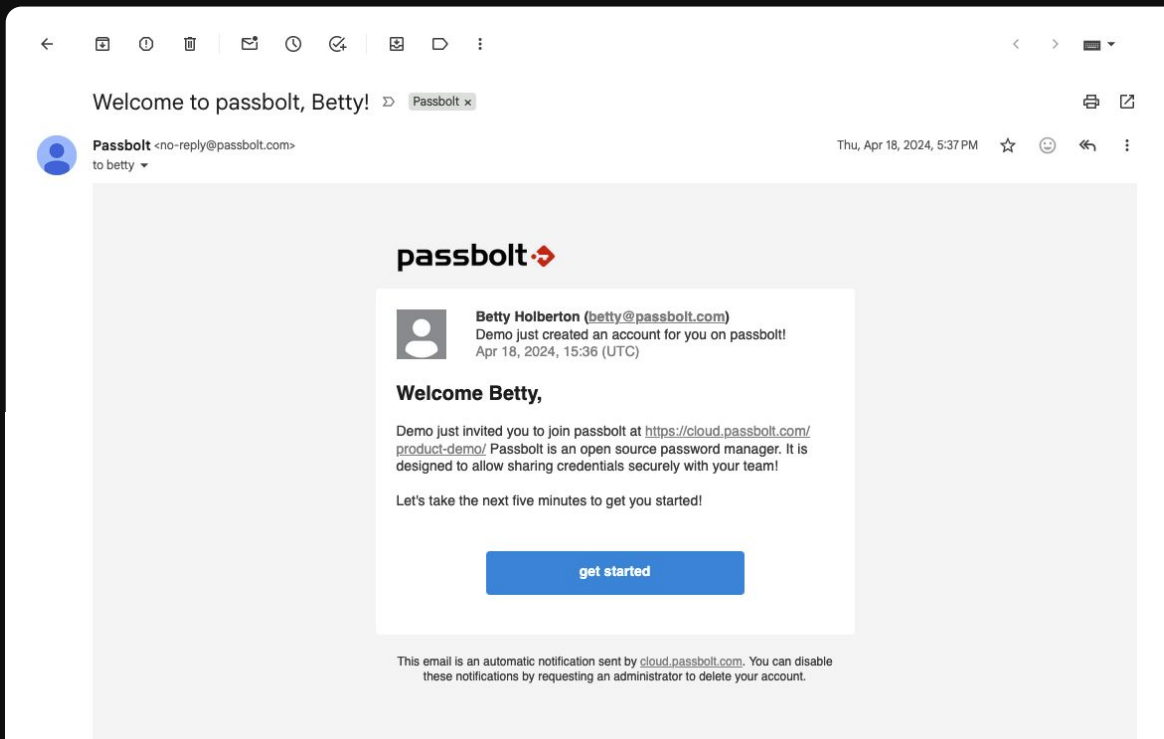 Welcome to passbolt, Betty!
Passbolt ×
Passbolt <no-reply@passbolt.com>
Thu, Apr 18, 2024, 5:37 PM
to betty
passbolt
Betty Holberton (betty@passbolt.com)
Demo just created an account for you on passbolt!
Apr 18, 2024, 15:36 (UTC)
Welcome Betty,
Demo just invited you to join passbolt at https://cloud.passbolt.com/
product-demo/ Passbolt is an open source password manager. It is
designed to allow sharing credentials securely with your team!
Let's take the next five minutes to get you started!
get started
This email is an automatic notification sent by cloud.passbolt.com. You can disable
these notifications by requesting an administrator to delete your account.